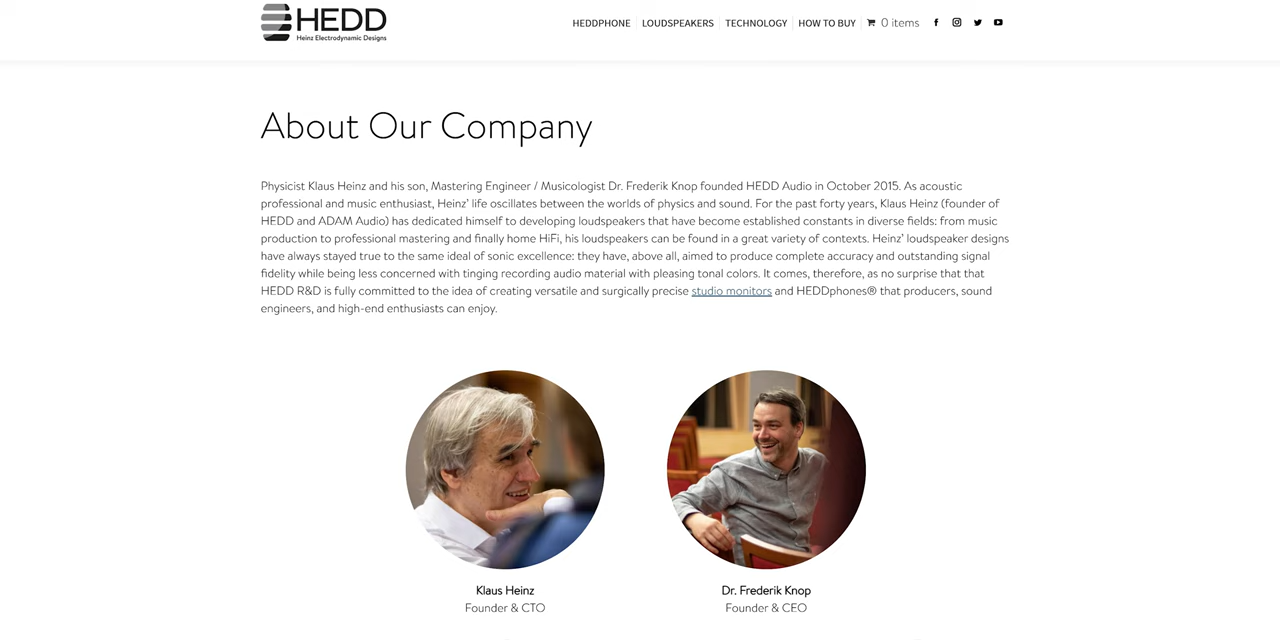 HEDD
Heinz Electrodynamic Designs
HEDDPHONE LOUDSPEAKERS TECHNOLOGY HOW TO BUY 0 items
About Our Company
Physicist Klaus Heinz and his son, Mastering Engineer / Musicologist Dr. Frederik Knop founded HEDD Audio in October 2015. As acoustic
professional and music enthusiast, Heinz' life oscillates between the worlds of physics and sound. For the past forty years, Klaus Heinz (founder of
HEDD and ADAM Audio) has dedicated himself to developing loudspeakers that have become established constants in diverse fields: from music
production to professional mastering and finally home HiFi, his loudspeakers can be found in a great variety of contexts. Heinz' loudspeaker designs
have always stayed true to the same ideal of sonic excellence: they have, above all, aimed to produce complete accuracy and outstanding signal
fidelity while being less concerned with tinging recording audio material with pleasing tonal colors. It comes, therefore, as no surprise that that
HEDD R&D is fully committed to the idea of creating versatile and surgically precise studio monitors and HEDDphones® that producers, sound
engineers, and high-end enthusiasts can enjoy.
Klaus Heinz
Founder & CTO
Dr. Frederik Knop
Founder & CEO